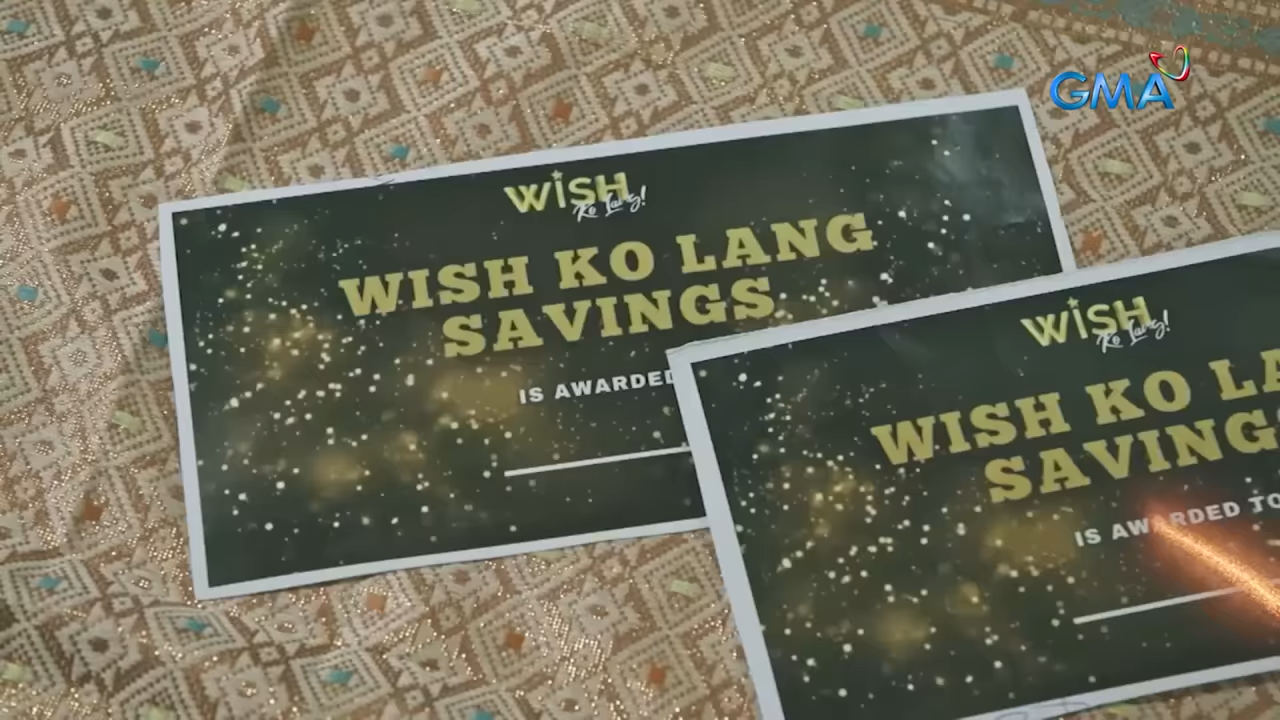 GMA
WISH
Ko Lang!
WISH KO LANG
SAVINGS
IS AWARDED
WISH
Ko Lang!
WISH KO LA
SAVINGS
IS AWARDED TO